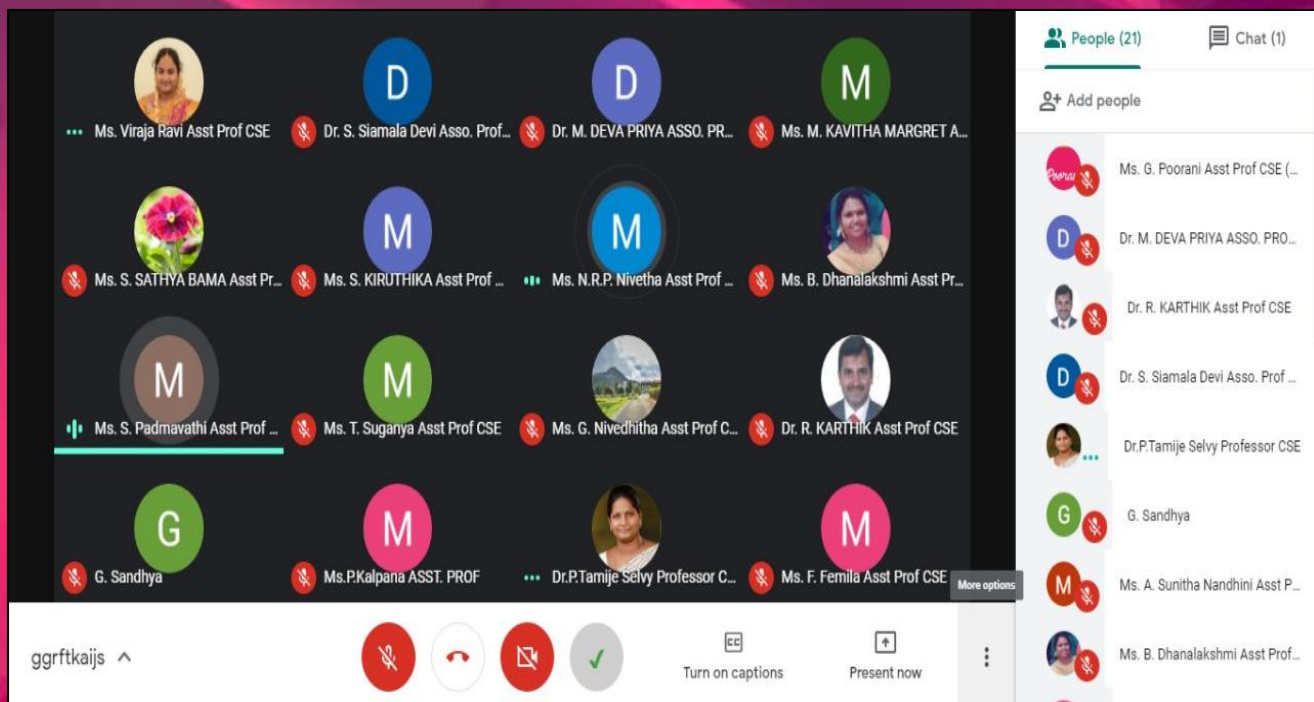 D
D
M
Ms. Viraja Ravi Asst Prof CSE
Dr. S. Siamala Devi Asso. Prof...
Dr. M. DEVA PRIYA ASSO. PR...
Ms. M. KAVITHA MARGRET A...
M
M
Ms. S. SATHYA BAMA Asst Pr...
Ms. S. KIRUTHIKA Asst Prof ...
Ms. N.R.P. Nivetha Asst Prof ...
Ms. B. Dhanalakshmi Asst Pr...
M
M
Ms. S. Padmavathi Asst Prof ...
Ms. T. Suganya Asst Prof CSE
Ms. G. Nivedhitha Asst Prof C...
Dr. R. KARTHIK Asst Prof CSE
G
M
M
G. Sandhya
Ms.P.Kalpana ASST. PROF
Dr.P.Tamije Selvy Professor C...
Ms. F. Femila Asst Prof CSE
More options
ggrftkaijs
CC
Turn on captions
Present now
People (21)
Chat (1)
Add people
Ms. G. Poorani Asst Prof CSE (...
D
Dr. M. DEVA PRIYA ASSO. PRO...
Dr. R. KARTHIK Asst Prof CSE
D
Dr. S. Siamala Devi Asso. Prof ...
Dr.P.Tamije Selvy Professor CSE
G
G. Sandhya
M
Ms. A. Sunitha Nandhini Asst P...
Ms. B. Dhanalakshmi Asst Prof...